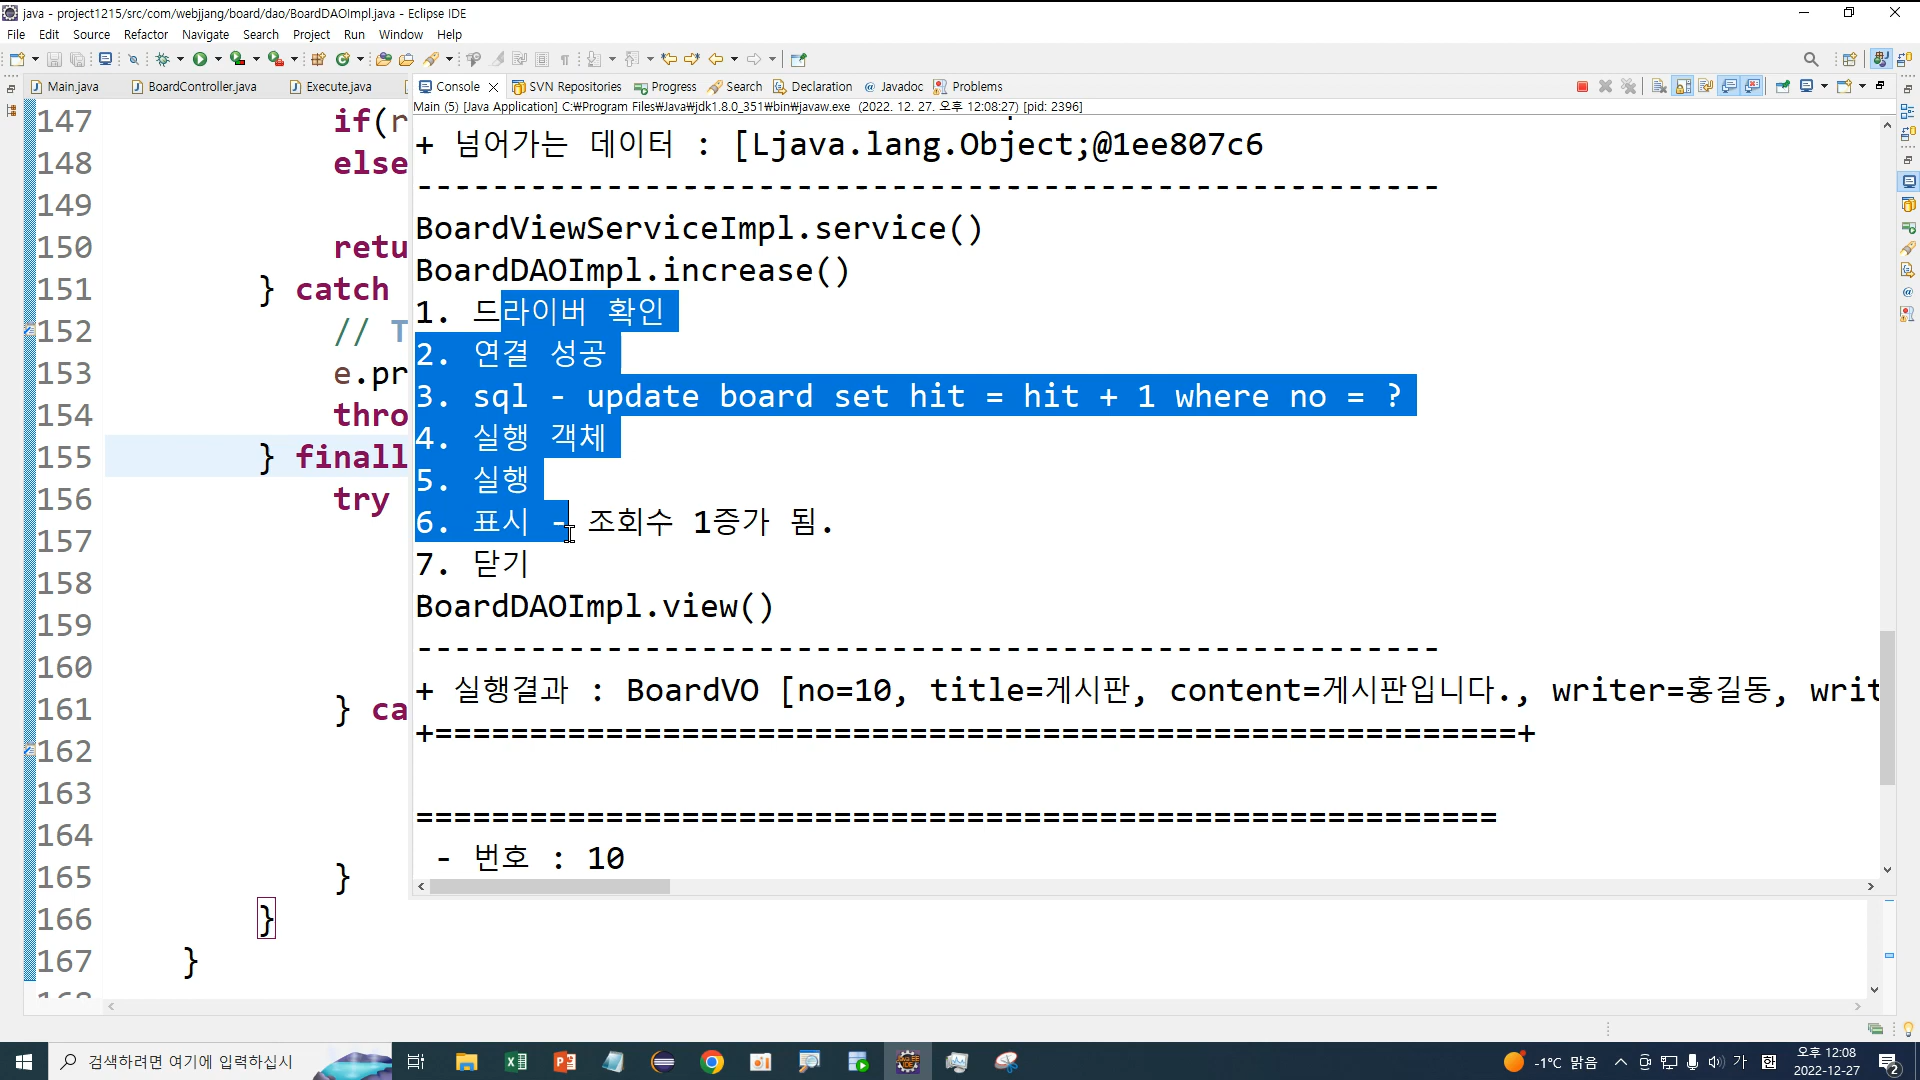 java - project1215/src/com/webjjang/board/dao/BoardDAOImpl.java - Eclipse IDE
File Edit Source Refactor Navigate Search Project Run Window Help
Main.java BoardController.java Execute.java
Console SVN Repositories Progress Search Declaration Javadoc Problems
Main (5) [Java Application] C:₩Program Files₩Java₩jdk1.8.0_351₩bin₩javaw.exe (2022. 12. 27. 오후 12:08:27) [pid: 2396]
147 if(r
148 else
149
150 retu
151 } catch
152 // T
153 e.pr
154 thro
155 } finall
156 try
157
158
159
160
161 } ca
162
163
164
165 }
166 }
167 }
+ 넘어가는 데이터 : [Ljava.lang.Object;@1ee807c6
------------------------------------------------------
BoardViewServiceImpl.service()
BoardDAOImpl.increase()
1. 드라이버 확인
2. 연결 성공
3. sql - update board set hit = hit + 1 where no = ?
4. 실행 객체
5. 실행
6. 표시 - 조회수 1증가 됨.
7. 닫기
BoardDAOImpl.view()
------------------------------------------------------
+ 실행결과 : BoardVO [no=10, title=게시판, content=게시판입니다., writer=홍길동, writ
+=========================================================+
=========================================================
- 번호 : 10
검색하려면 여기에 입력하십시
-1°C 맑음
가
오후 12:08
2022-12-27
2